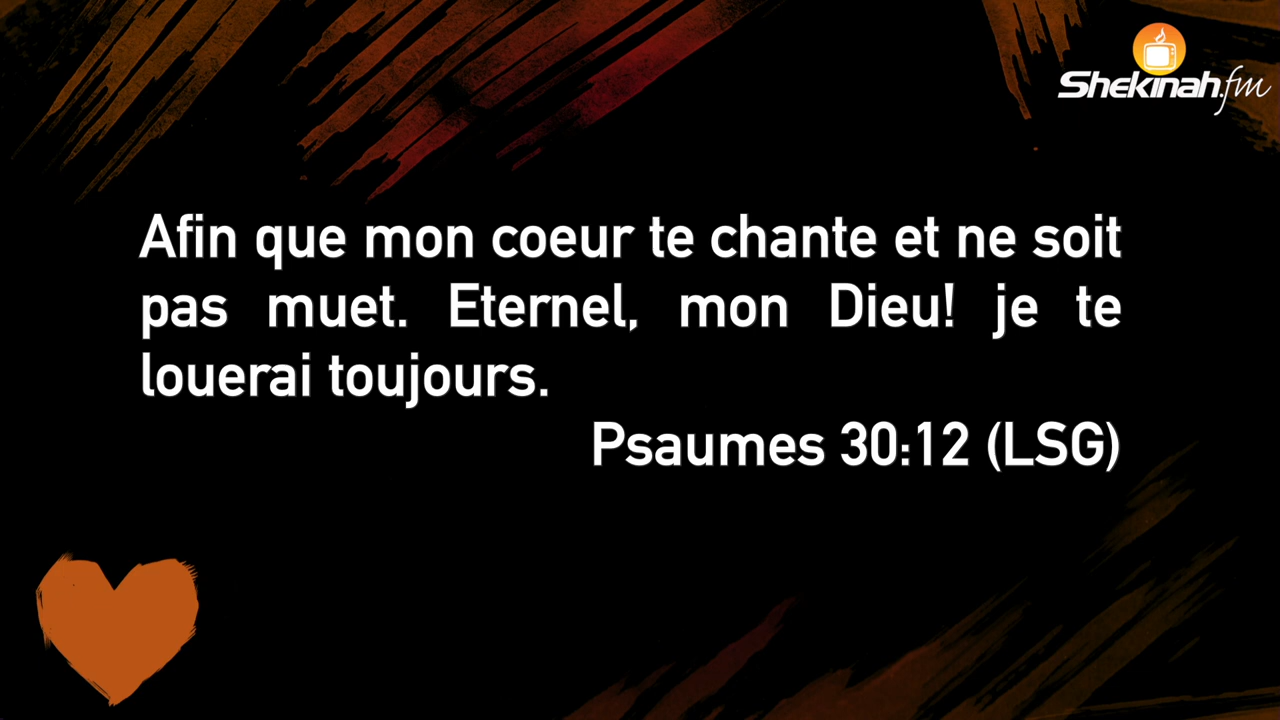 Shekinah.fm
Afin que mon coeur te chante et ne soit
pas muet. Eternel, mon Dieu! je te
louerai toujours.
Psaumes 30:12 (LSG)